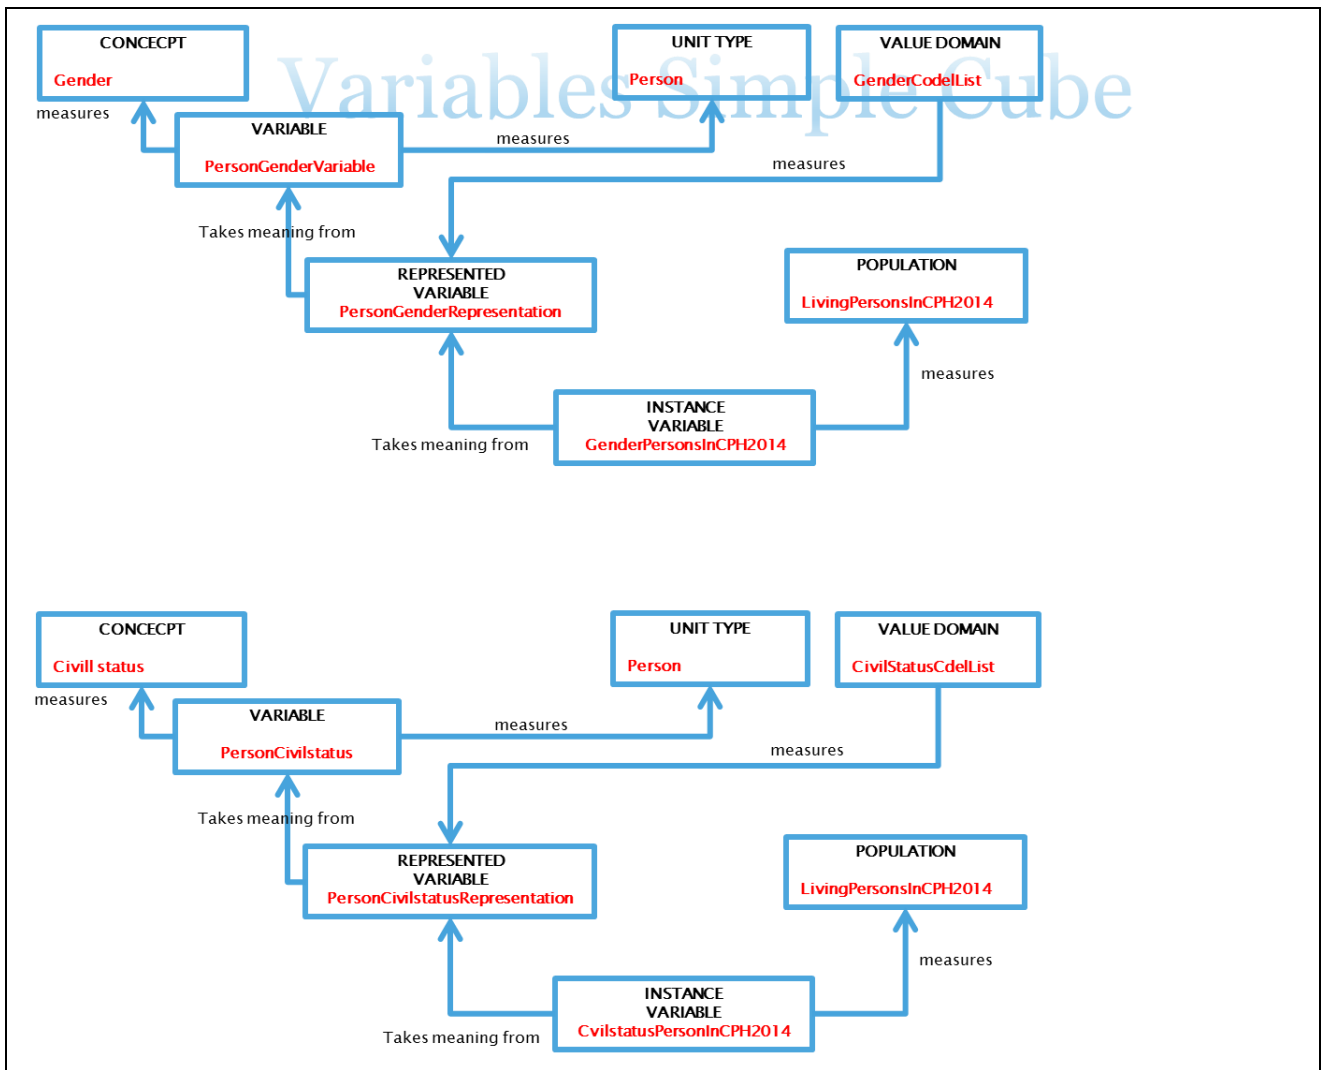 Variables Simple Cube
CONCECPT
Gender
UNIT TYPE
Person
VALUE DOMAIN
GenderCodelList
measures
VARIABLE
PersonGenderVariable
measures
measures
Takes meaning from
REPRESENTED
VARIABLE
PersonGenderRepresentation
POPULATION
LivingPersonsInCPH2014
measures
INSTANCE
VARIABLE
GenderPersonsInCPH2014
Takes meaning from
CONCECPT
Civill status
UNIT TYPE
Person
VALUE DOMAIN
CivilStatusCdelList
measures
VARIABLE
PersonCivilstatus
measures
measures
Takes meaning from
REPRESENTED
VARIABLE
PersonCivilstatusRepresentation
POPULATION
LivingPersonsInCPH2014
measures
INSTANCE
VARIABLE
CvilstatusPersonInCPH2014
Takes meaning from